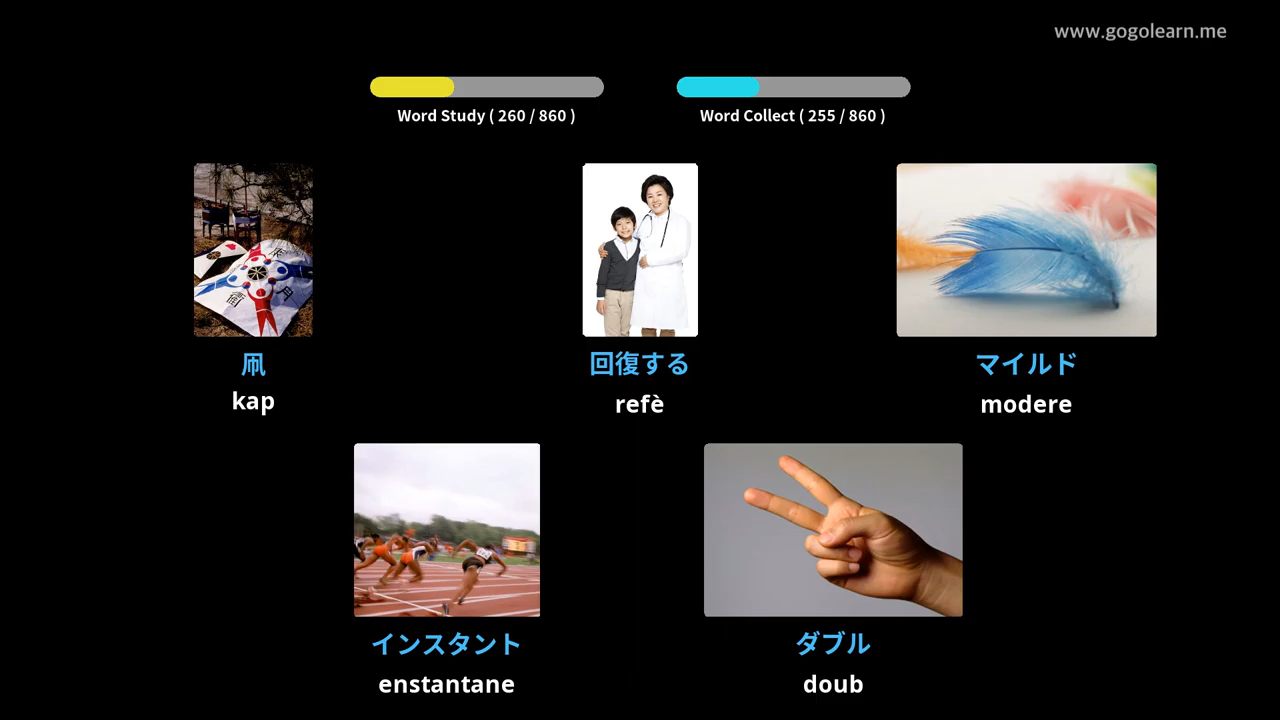 www.gogolearn.me
Word Study ( 260 / 860 )
Word Collect ( 255 / 860 )
凧
kap
回復する
refè
マイルド
modere
インスタント
enstantane
ダブル
doub